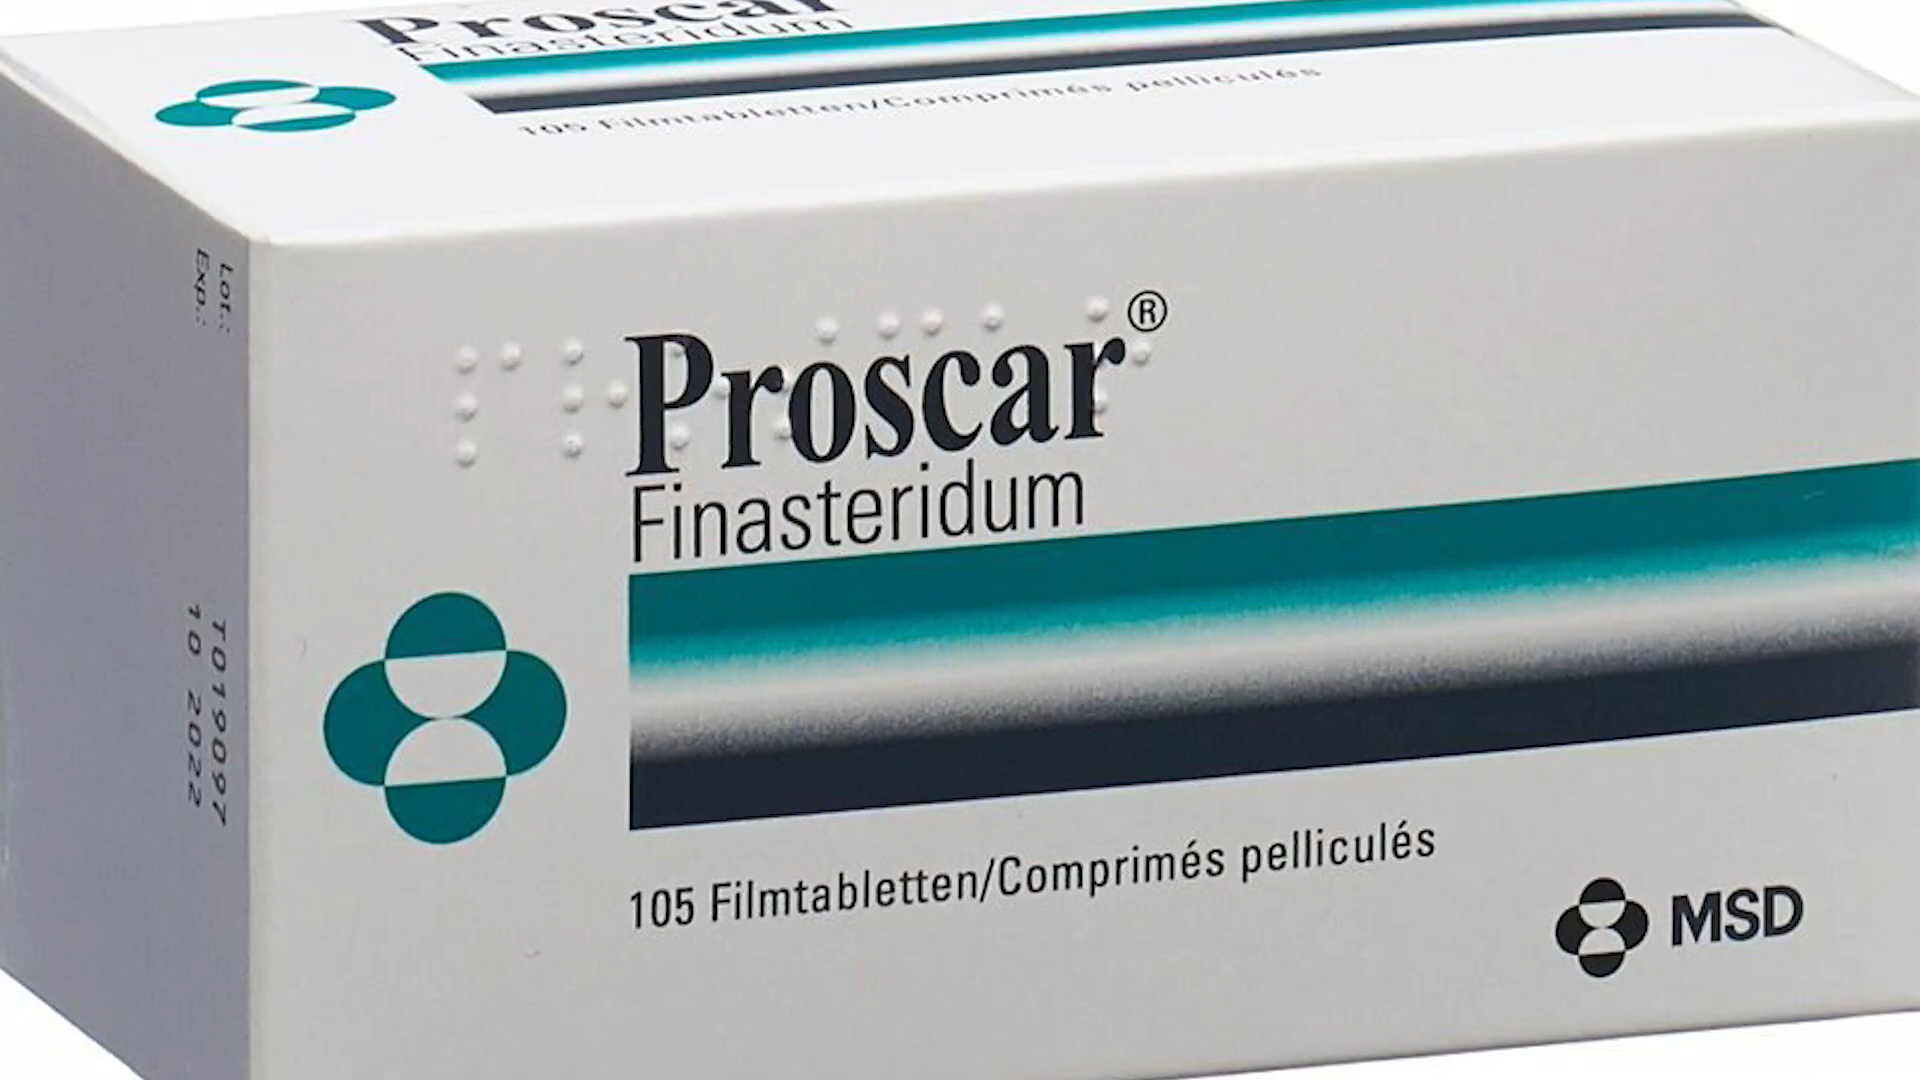 Proscar
Finasteridum
105 Filmtabletten/Comprimés pelliculés
Lot.:
Exp.:
T019097
10 2022
Proscar®
Finasteridum
105 Filmtabletten/Comprimés pelliculés
MSD